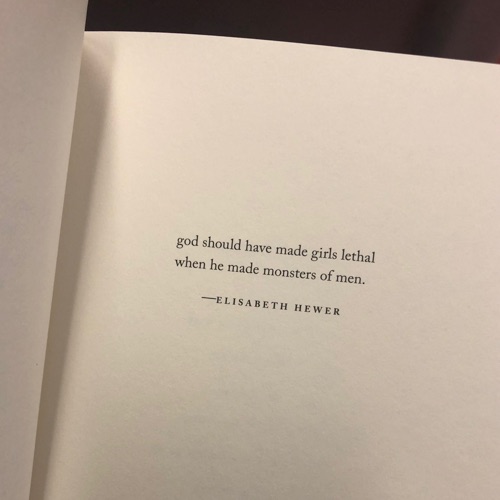 god should have made girls lethal
when he made monsters of men.
—ELISABETH HEWER